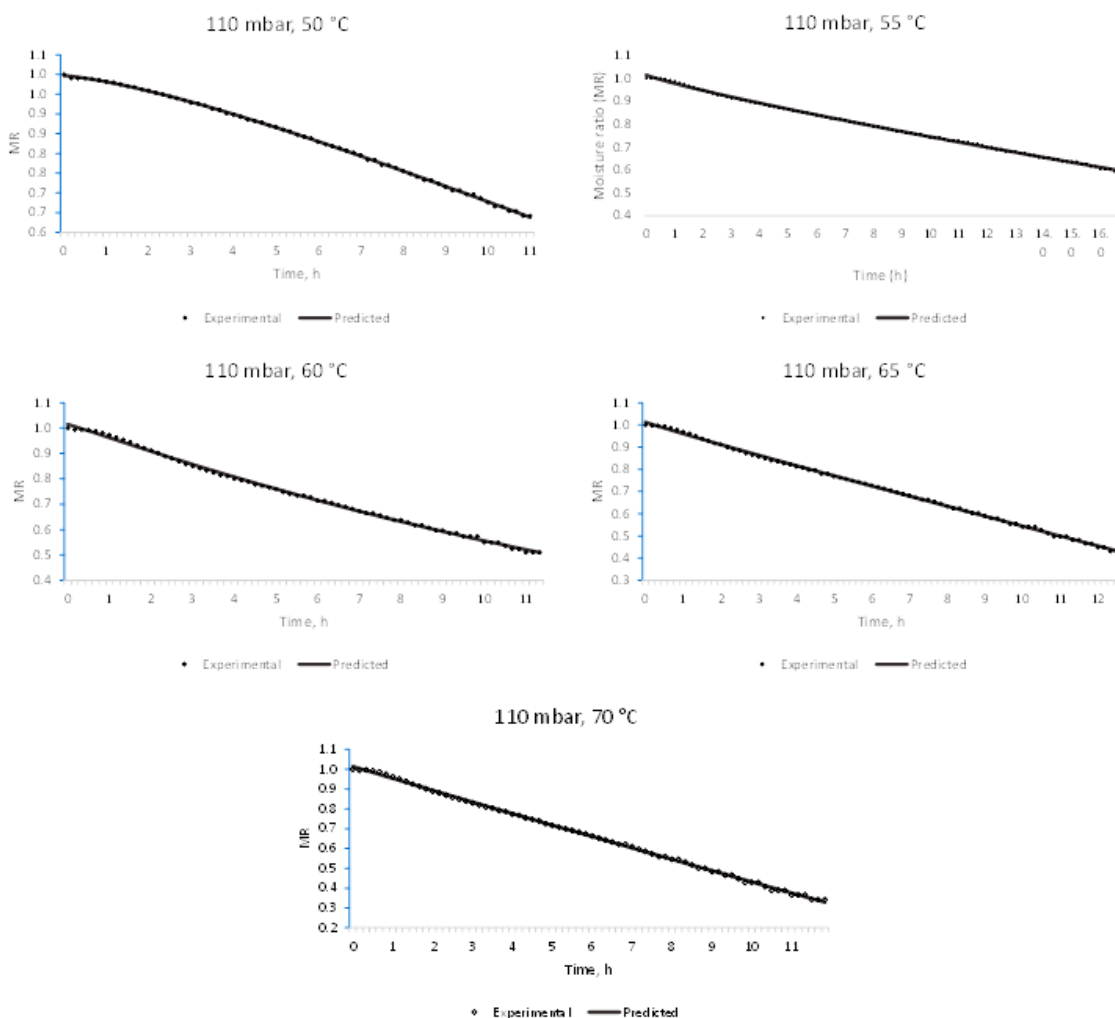 110 mbar, 50 °C
1.1
1.0
1.0
0.9
0.9
0.8
0.8
0.7
0.7
0.6
MR
0 1 2 3 4 5 6 7 8 9 10 11
Time, h
Experimental Predicted
110 mbar, 55 °C
1.1
1.0
0.9
0.8
0.7
0.6
0.5
0.4
Moisture ratio (MR)
0 1 2 3 4 5 6 7 8 9 10 11 12 13 14. 15. 16.
0 0 0
Time (h)
Experimental Predicted
110 mbar, 60 °C
1.1
1.0
0.9
0.8
0.7
0.6
0.5
0.4
MR
0 1 2 3 4 5 6 7 8 9 10 11
Time, h
Experimental Predicted
110 mbar, 65 °C
1.1
1.0
0.9
0.8
0.7
0.6
0.5
0.4
0.3
MR
0 1 2 3 4 5 6 7 8 9 10 11 12
Time, h
Experimental Predicted
110 mbar, 70 °C
1.1
1.0
0.9
0.8
0.7
0.6
0.5
0.4
0.3
0.2
MR
0 1 2 3 4 5 6 7 8 9 10 11
Time, h
Experimental Predicted